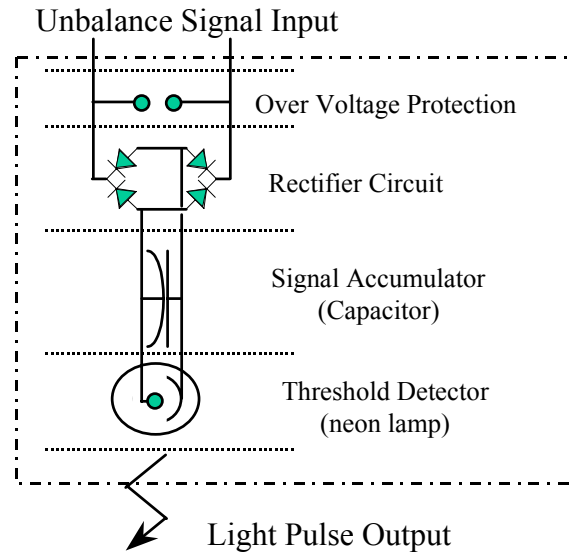 Unbalance Signal Input
Over Voltage Protection
Rectifier Circuit
Signal Accumulator
(Capacitor)
Threshold Detector
(neon lamp)
Light Pulse Output